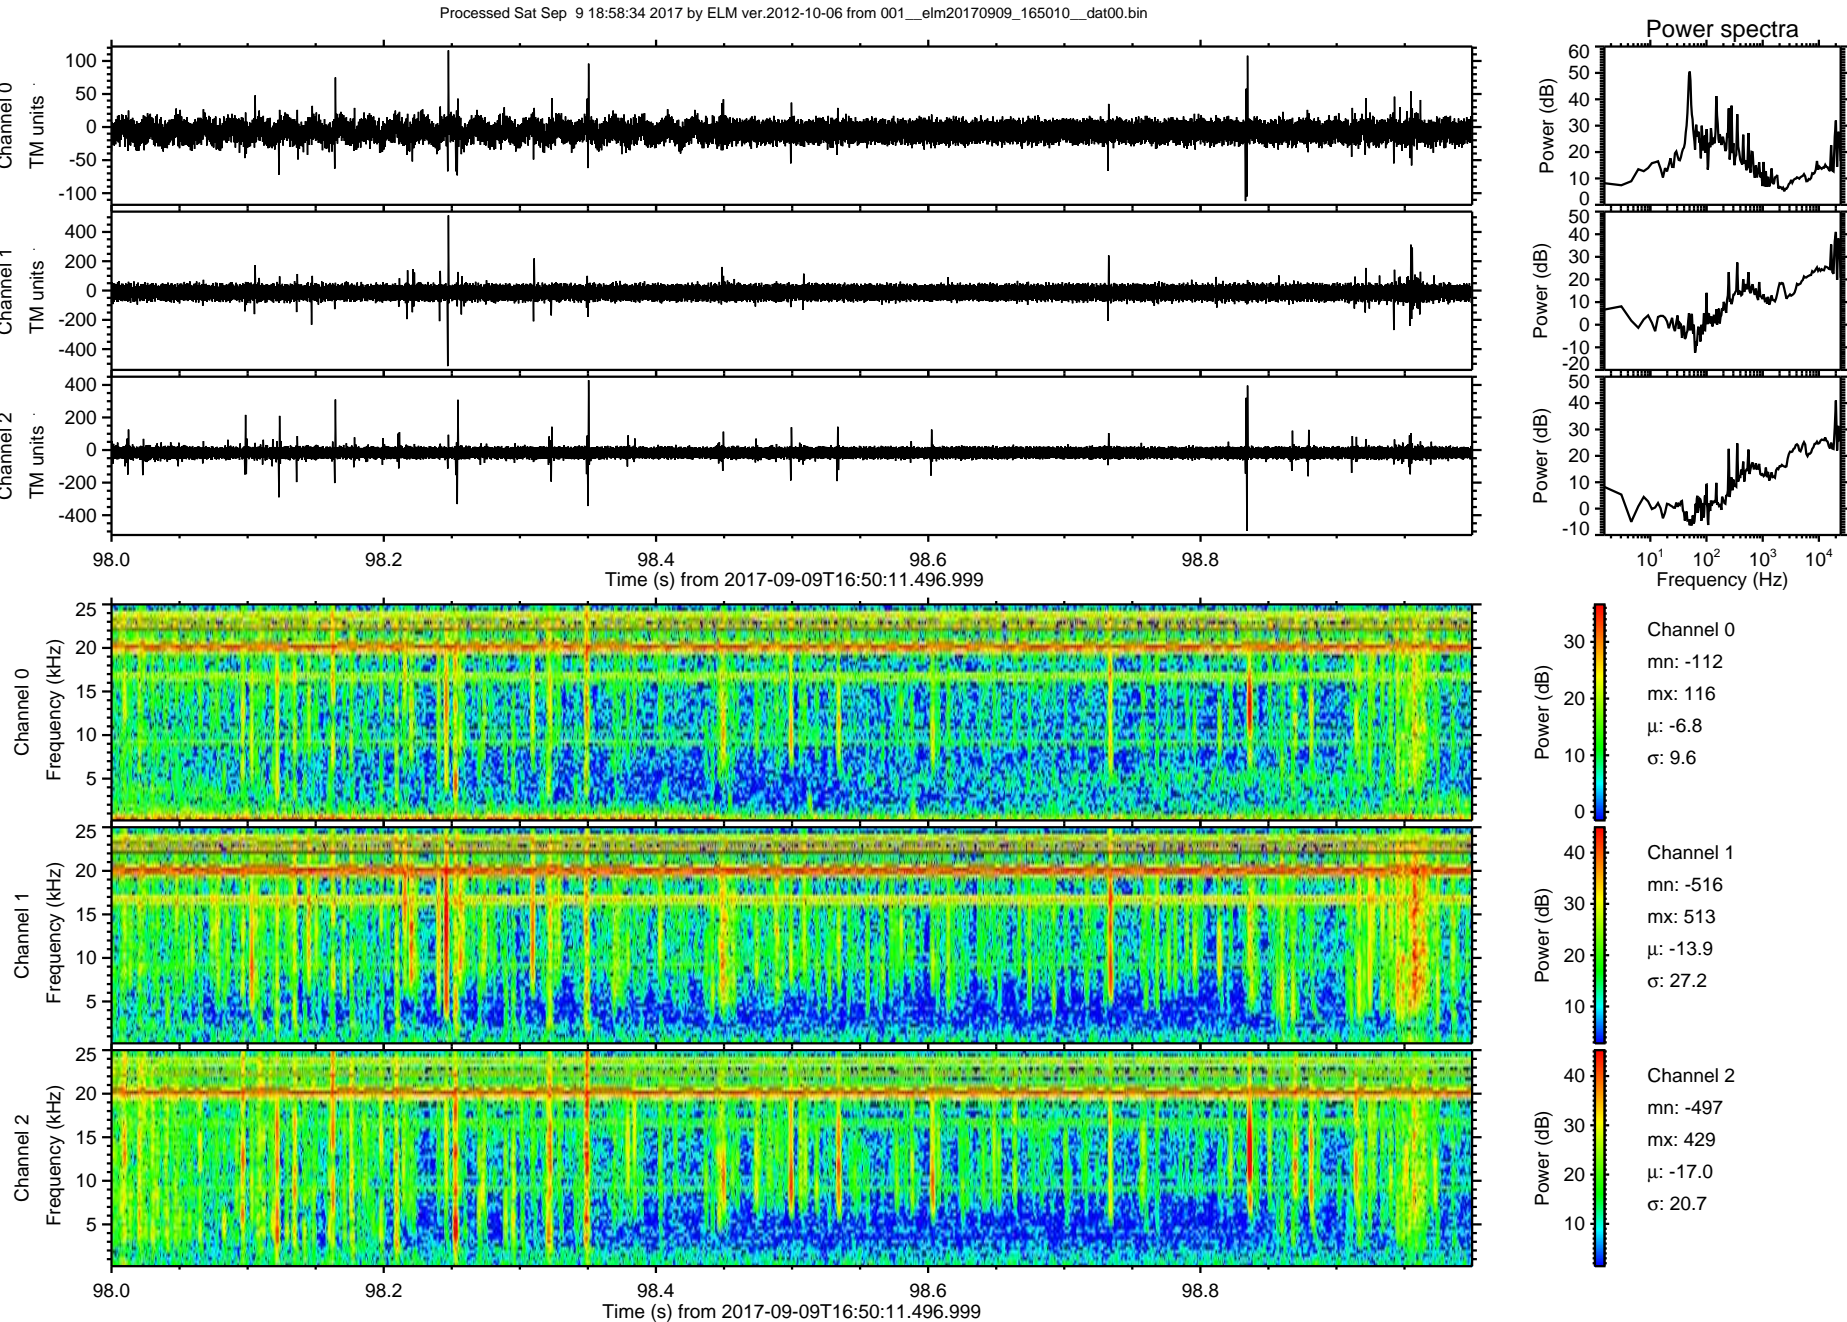 Processed Sat Sep  9 18:58:34 2017 by ELM ver.2012-10-06 from 001__elm20170909_165010__dat00.bin
Power spectra
Channel 0
TM units
100
50
0
-50
-100
Power (dB)
60
50
40
30
20
10
0
Channel 1
TM units
400
200
0
-200
-400
Power (dB)
50
40
30
20
10
0
-10
-20
Channel 2
TM units
400
200
0
-200
-400
Power (dB)
50
40
30
20
10
0
-10
98.0 98.2 98.4 98.6 98.8
Time (s) from 2017-09-09T16:50:11.496.999
10¹ 10² 10³ 10⁴
Frequency (Hz)
Channel 0
Frequency (kHz)
25
20
15
10
5
Power (dB)
30
20
10
0
Channel 0
mn: -112
mx: 116
μ: -6.8
σ: 9.6
Channel 1
Frequency (kHz)
25
20
15
10
5
Power (dB)
40
30
20
10
Channel 1
mn: -516
mx: 513
μ: -13.9
σ: 27.2
Channel 2
Frequency (kHz)
25
20
15
10
5
Power (dB)
40
30
20
10
Channel 2
mn: -497
mx: 429
μ: -17.0
σ: 20.7
98.0 98.2 98.4 98.6 98.8
Time (s) from 2017-09-09T16:50:11.496.999